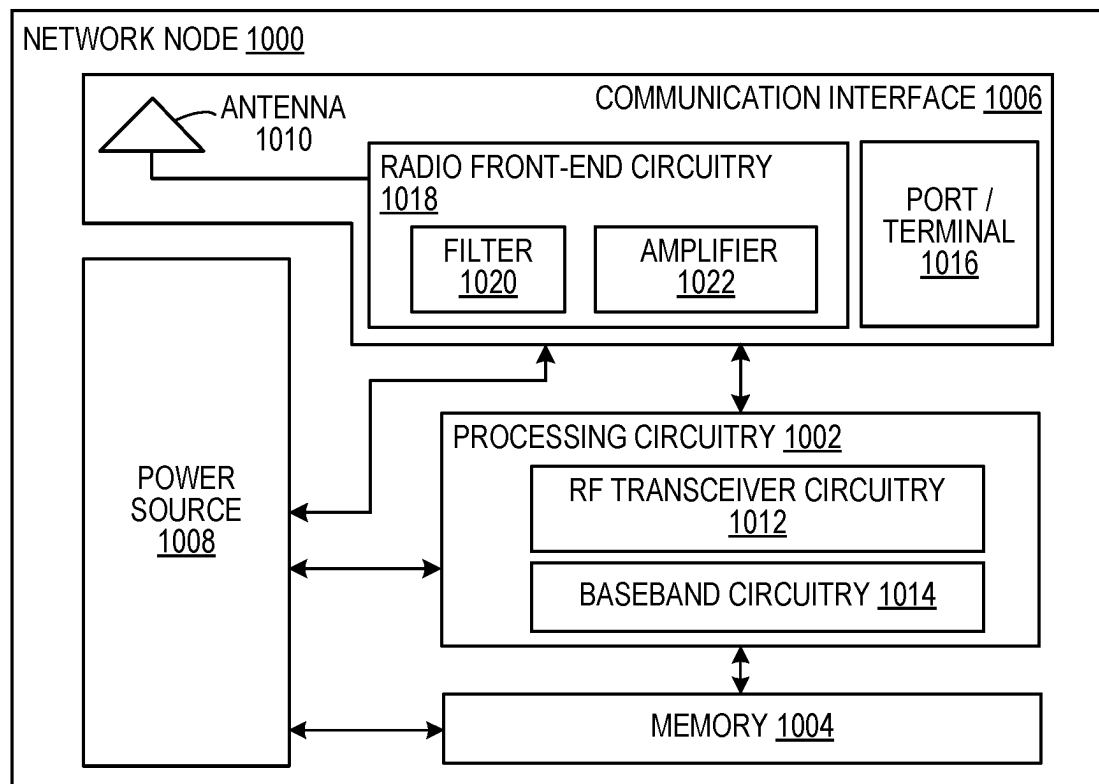 NETWORK NODE 1000
COMMUNICATION INTERFACE 1006
ANTENNA
1010
RADIO FRONT-END CIRCUITRY
1018
FILTER
1020
AMPLIFIER
1022
PORT /
TERMINAL
1016
POWER
SOURCE
1008
PROCESSING CIRCUITRY 1002
RF TRANSCEIVER CIRCUITRY
1012
BASEBAND CIRCUITRY 1014
MEMORY 1004